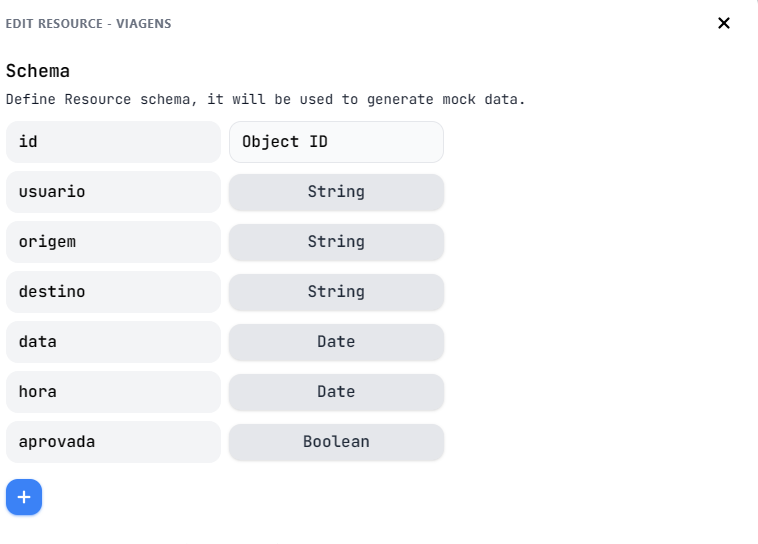 EDIT RESOURCE - VIAGENS
Schema
Define Resource schema, it will be used to generate mock data.
id Object ID
usuario String
origem String
destino String
data Date
hora Date
aprovada Boolean